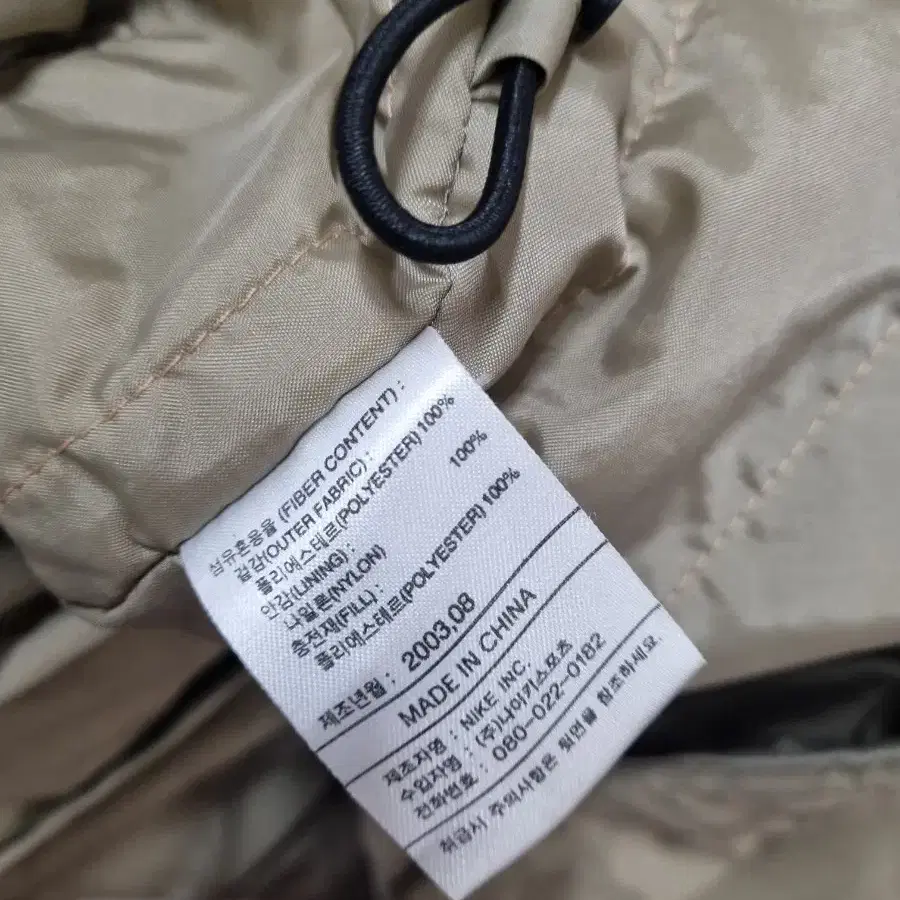 섬유혼용율 (FIBER CONTENT) :
겉감(OUTER FABRIC) :
폴리에스테르(POLYESTER)100%
안감(LINING) :
나일론(NYLON) 100%
충전재(FILL) :
폴리에스테르(POLYESTER)100%
제조년월 : 2003,08
MADE IN CHINA
제조자명 : NIKE INC.
수입자명 : (주)나이키스포츠
전화번호 : 080-022-0182
취급시 주의사항은 뒷면을 참조하세요.